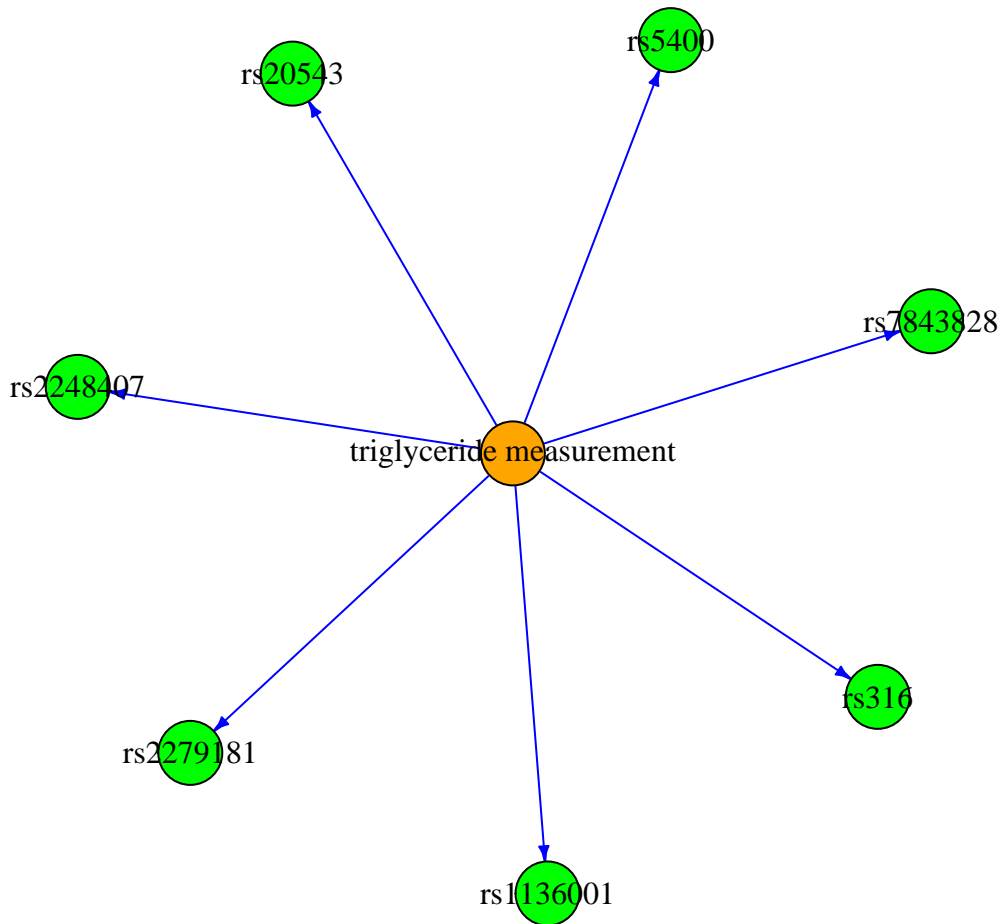 rs5400
rs20543
rs7843828
rs2248407
triglyceride measurement
rs316
rs2279181
rs1136001